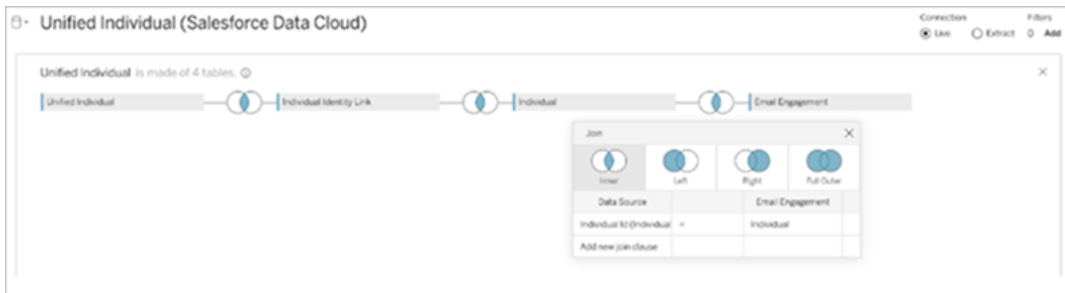 Unified Individual (Salesforce Data Cloud)
Connection
Filters
Live
Extract
0
Add
Unified Individual is made of 4 tables.
Unified Individual
Individual Identity Link
Individual
Email Engagement
Join
Inner
Left
Right
Full Outer
Data Source
Email Engagement
Individual Id (Individual
=
Individual
Add new join clause